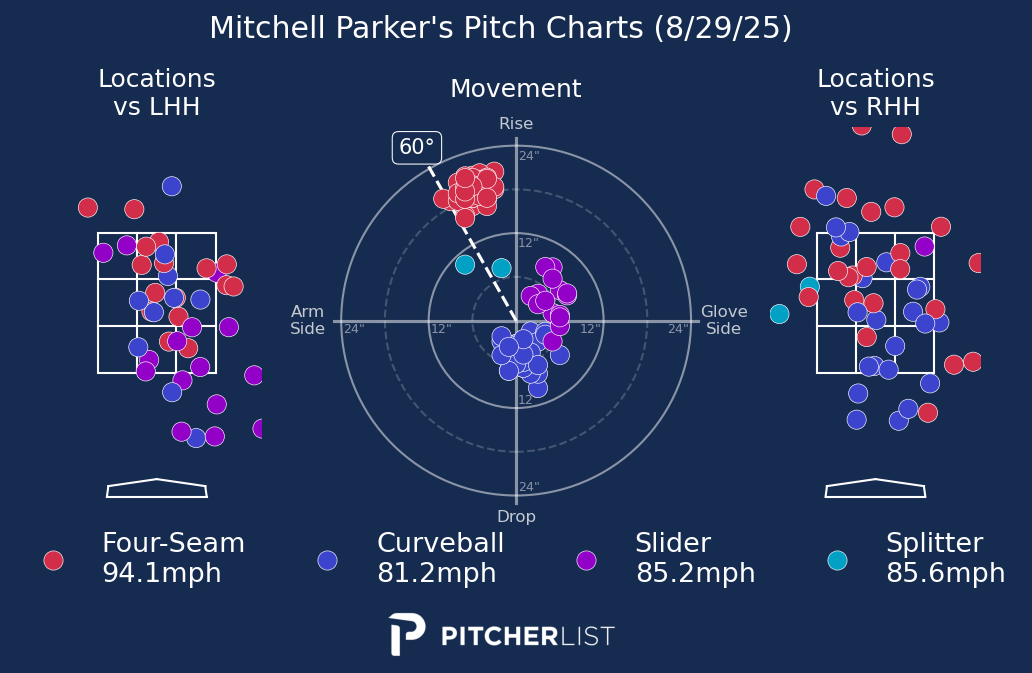 Mitchell Parker's Pitch Charts (8/29/25)
Locations
vs LHH
Movement
Locations
vs RHH
Rise
60°
24"
12"
Arm
Side
24"
12"
12"
24"
Glove
Side
12"
24"
Drop
Four-Seam
94.1mph
Curveball
81.2mph
Slider
85.2mph
Splitter
85.6mph
PITCHERLIST